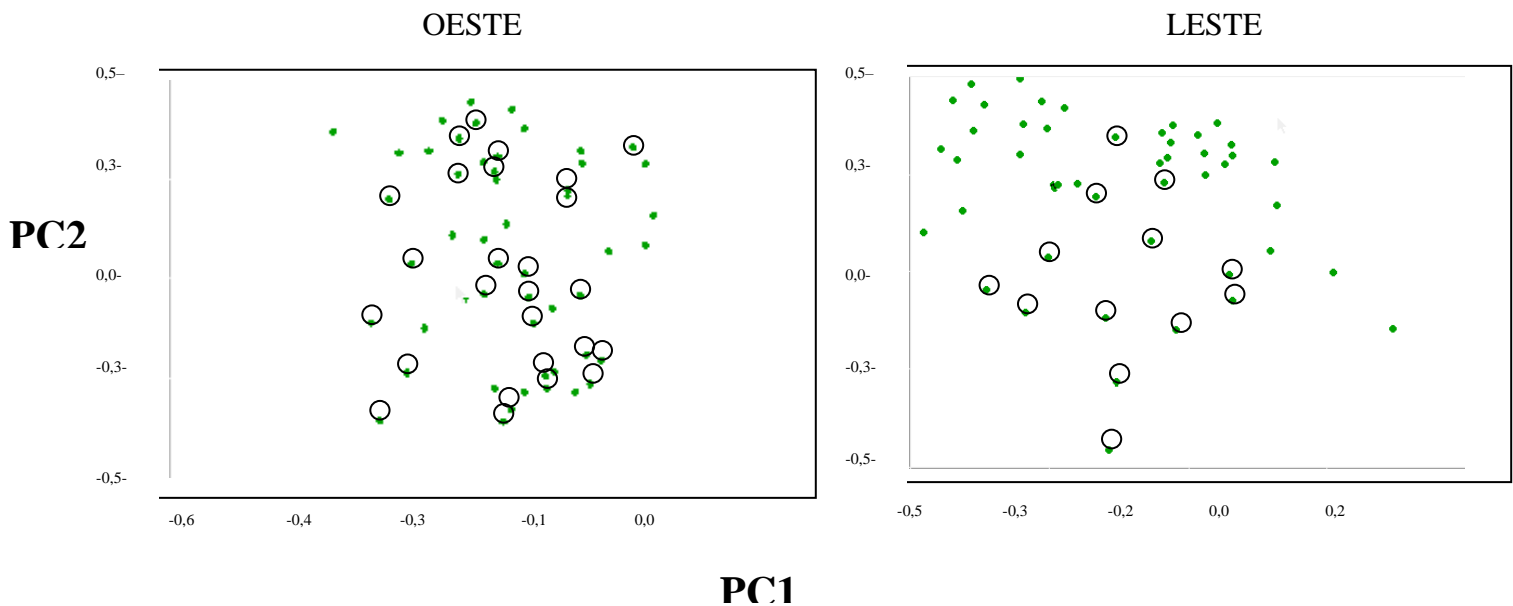 OESTE
LESTE
0,5–
0,3-
0,0-
-0,3-
-0,5-
0,5–
0,3-
0,0-
-0,3-
-0,5-
PC2
-0,6 -0,4 -0,3 -0,1 0,0
-0,5 -0,3 -0,2 0,0 0,2
PC1